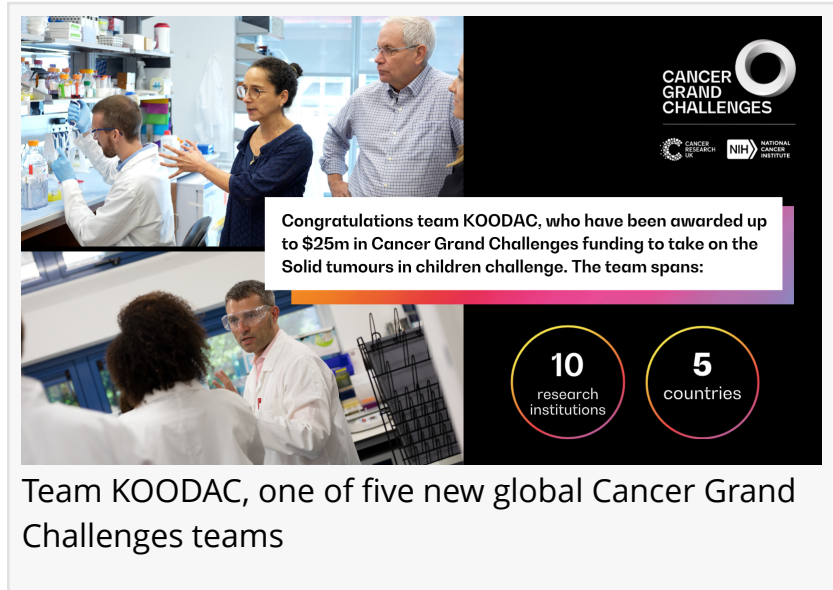 CANCER
GRAND
CHALLENGES
CANCER
RESEARCH
UK
NIH
NATIONAL
CANCER
INSTITUTE
Congratulations team KOODAC, who have been awarded up
to $25m in Cancer Grand Challenges funding to take on the
Solid tumours in children challenge. The team spans:
10
research
institutions
5
countries
Team KOODAC, one of five new global Cancer Grand
Challenges teams